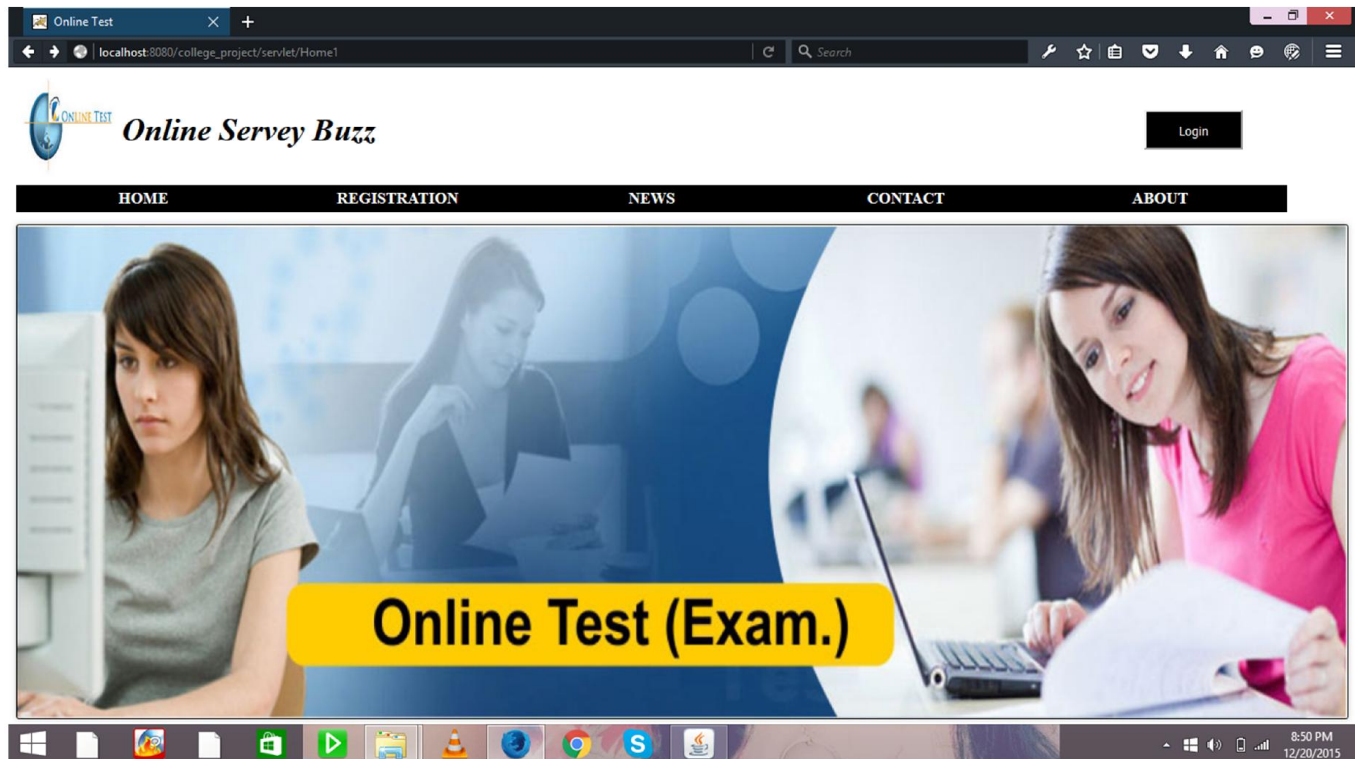 Online Test
localhost:8080/college_project/servlet/Home1
Search
ONLINE TEST
Online Servey Buzz
Login
HOME REGISTRATION NEWS CONTACT ABOUT
Online Test (Exam.)
S
8:50 PM
12/20/2015